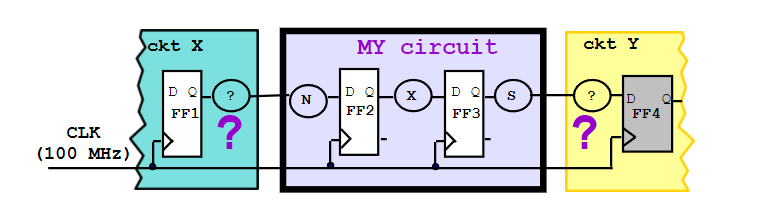 ckt X
MY circuit
ckt Y
D Q
FF1
?
?
N
D Q
FF2
X
D Q
FF3
S
?
?
D Q
FF4
CLK
(100 MHz)